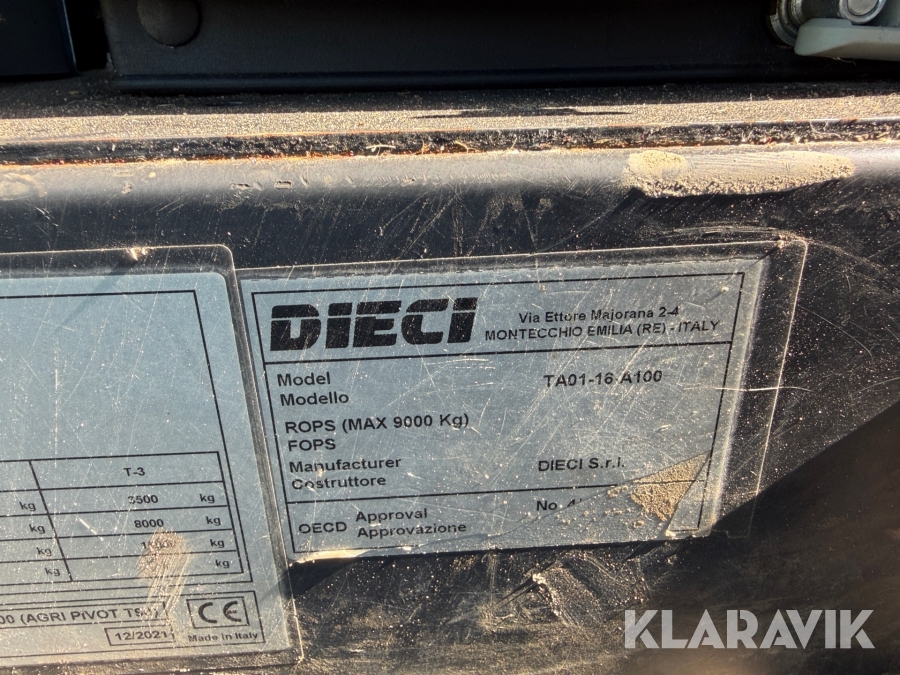 DIECI
Via Ettore Majorana 2-4
MONTECCHIO EMILIA (RE) - ITALY
Model
Modello
TA01-16 A100
ROPS (MAX 9000 Kg)
FOPS
Manufacturer
Costruttore
DIECI S.r.l.
OECD
Approval
Approvazione
No.
T-3
kg 3500 kg
kg 8000 kg
kg kg
kg kg
(AGRI PIVOT
12/2021
CE
Made in Italy
KLARAVIK